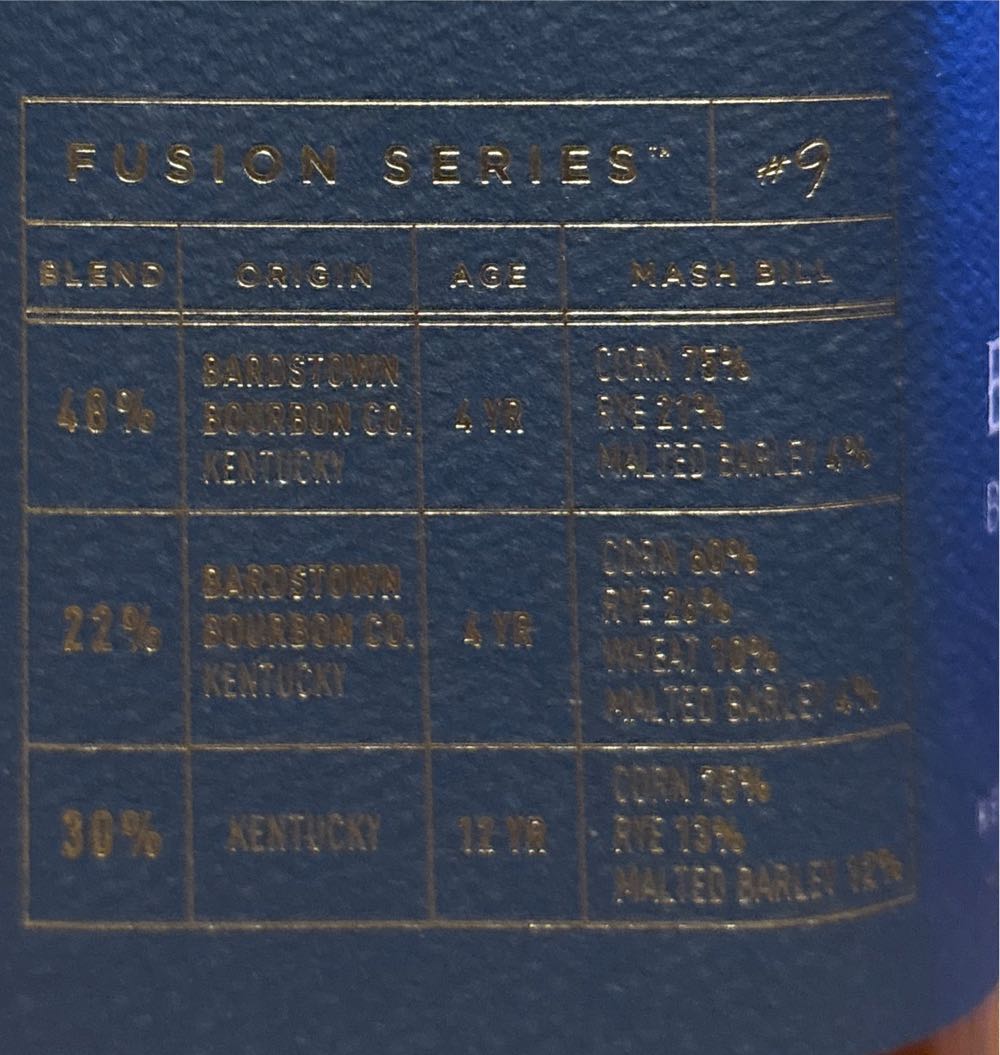 FUSION SERIES™ #9
BLEND ORIGIN AGE MASH BILL
48% BARDSTOWN BOURBON CO. KENTUCKY 4 YR CORN 75% RYE 21% MALTED BARLEY 4%
22% BARDSTOWN BOURBON CO. KENTUCKY 4 YR CORN 60% RYE 26% WHEAT 10% MALTED BARLEY 4%
30% KENTUCKY 12 YR CORN 75% RYE 13% MALTED BARLEY 12%